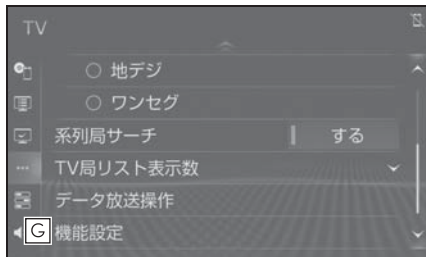 TV
地デジ
ワンセグ
系列局サーチ する
TV局リスト表示数
データ放送操作
G 機能設定